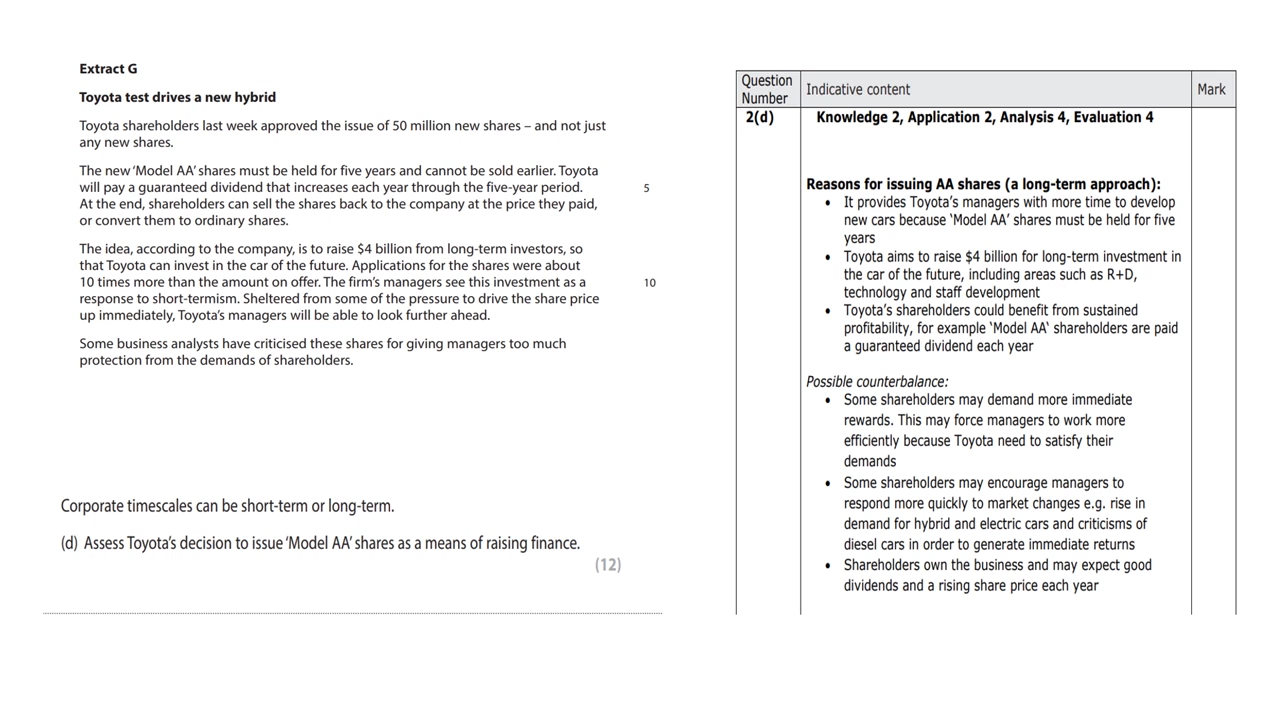 Extract G
Toyota test drives a new hybrid
Toyota shareholders last week approved the issue of 50 million new shares – and not just
any new shares.
The new ‘Model AA’ shares must be held for five years and cannot be sold earlier. Toyota
will pay a guaranteed dividend that increases each year through the five-year period.
5
At the end, shareholders can sell the shares back to the company at the price they paid,
or convert them to ordinary shares.
The idea, according to the company, is to raise $4 billion from long-term investors, so
that Toyota can invest in the car of the future. Applications for the shares were about
10 times more than the amount on offer. The firm’s managers see this investment as a
10
response to short-termism. Sheltered from some of the pressure to drive the share price
up immediately, Toyota’s managers will be able to look further ahead.
Some business analysts have criticised these shares for giving managers too much
protection from the demands of shareholders.
Corporate timescales can be short-term or long-term.
(d) Assess Toyota’s decision to issue ‘Model AA’ shares as a means of raising finance.
(12)
Question
Number
Indicative content
Mark
2(d)
Knowledge 2, Application 2, Analysis 4, Evaluation 4
Reasons for issuing AA shares (a long-term approach):
• It provides Toyota’s managers with more time to develop
new cars because ‘Model AA’ shares must be held for five
years
• Toyota aims to raise $4 billion for long-term investment in
the car of the future, including areas such as R+D,
technology and staff development
• Toyota’s shareholders could benefit from sustained
profitability, for example ‘Model AA‘ shareholders are paid
a guaranteed dividend each year
Possible counterbalance:
• Some shareholders may demand more immediate
rewards. This may force managers to work more
efficiently because Toyota need to satisfy their
demands
• Some shareholders may encourage managers to
respond more quickly to market changes e.g. rise in
demand for hybrid and electric cars and criticisms of
diesel cars in order to generate immediate returns
• Shareholders own the business and may expect good
dividends and a rising share price each year